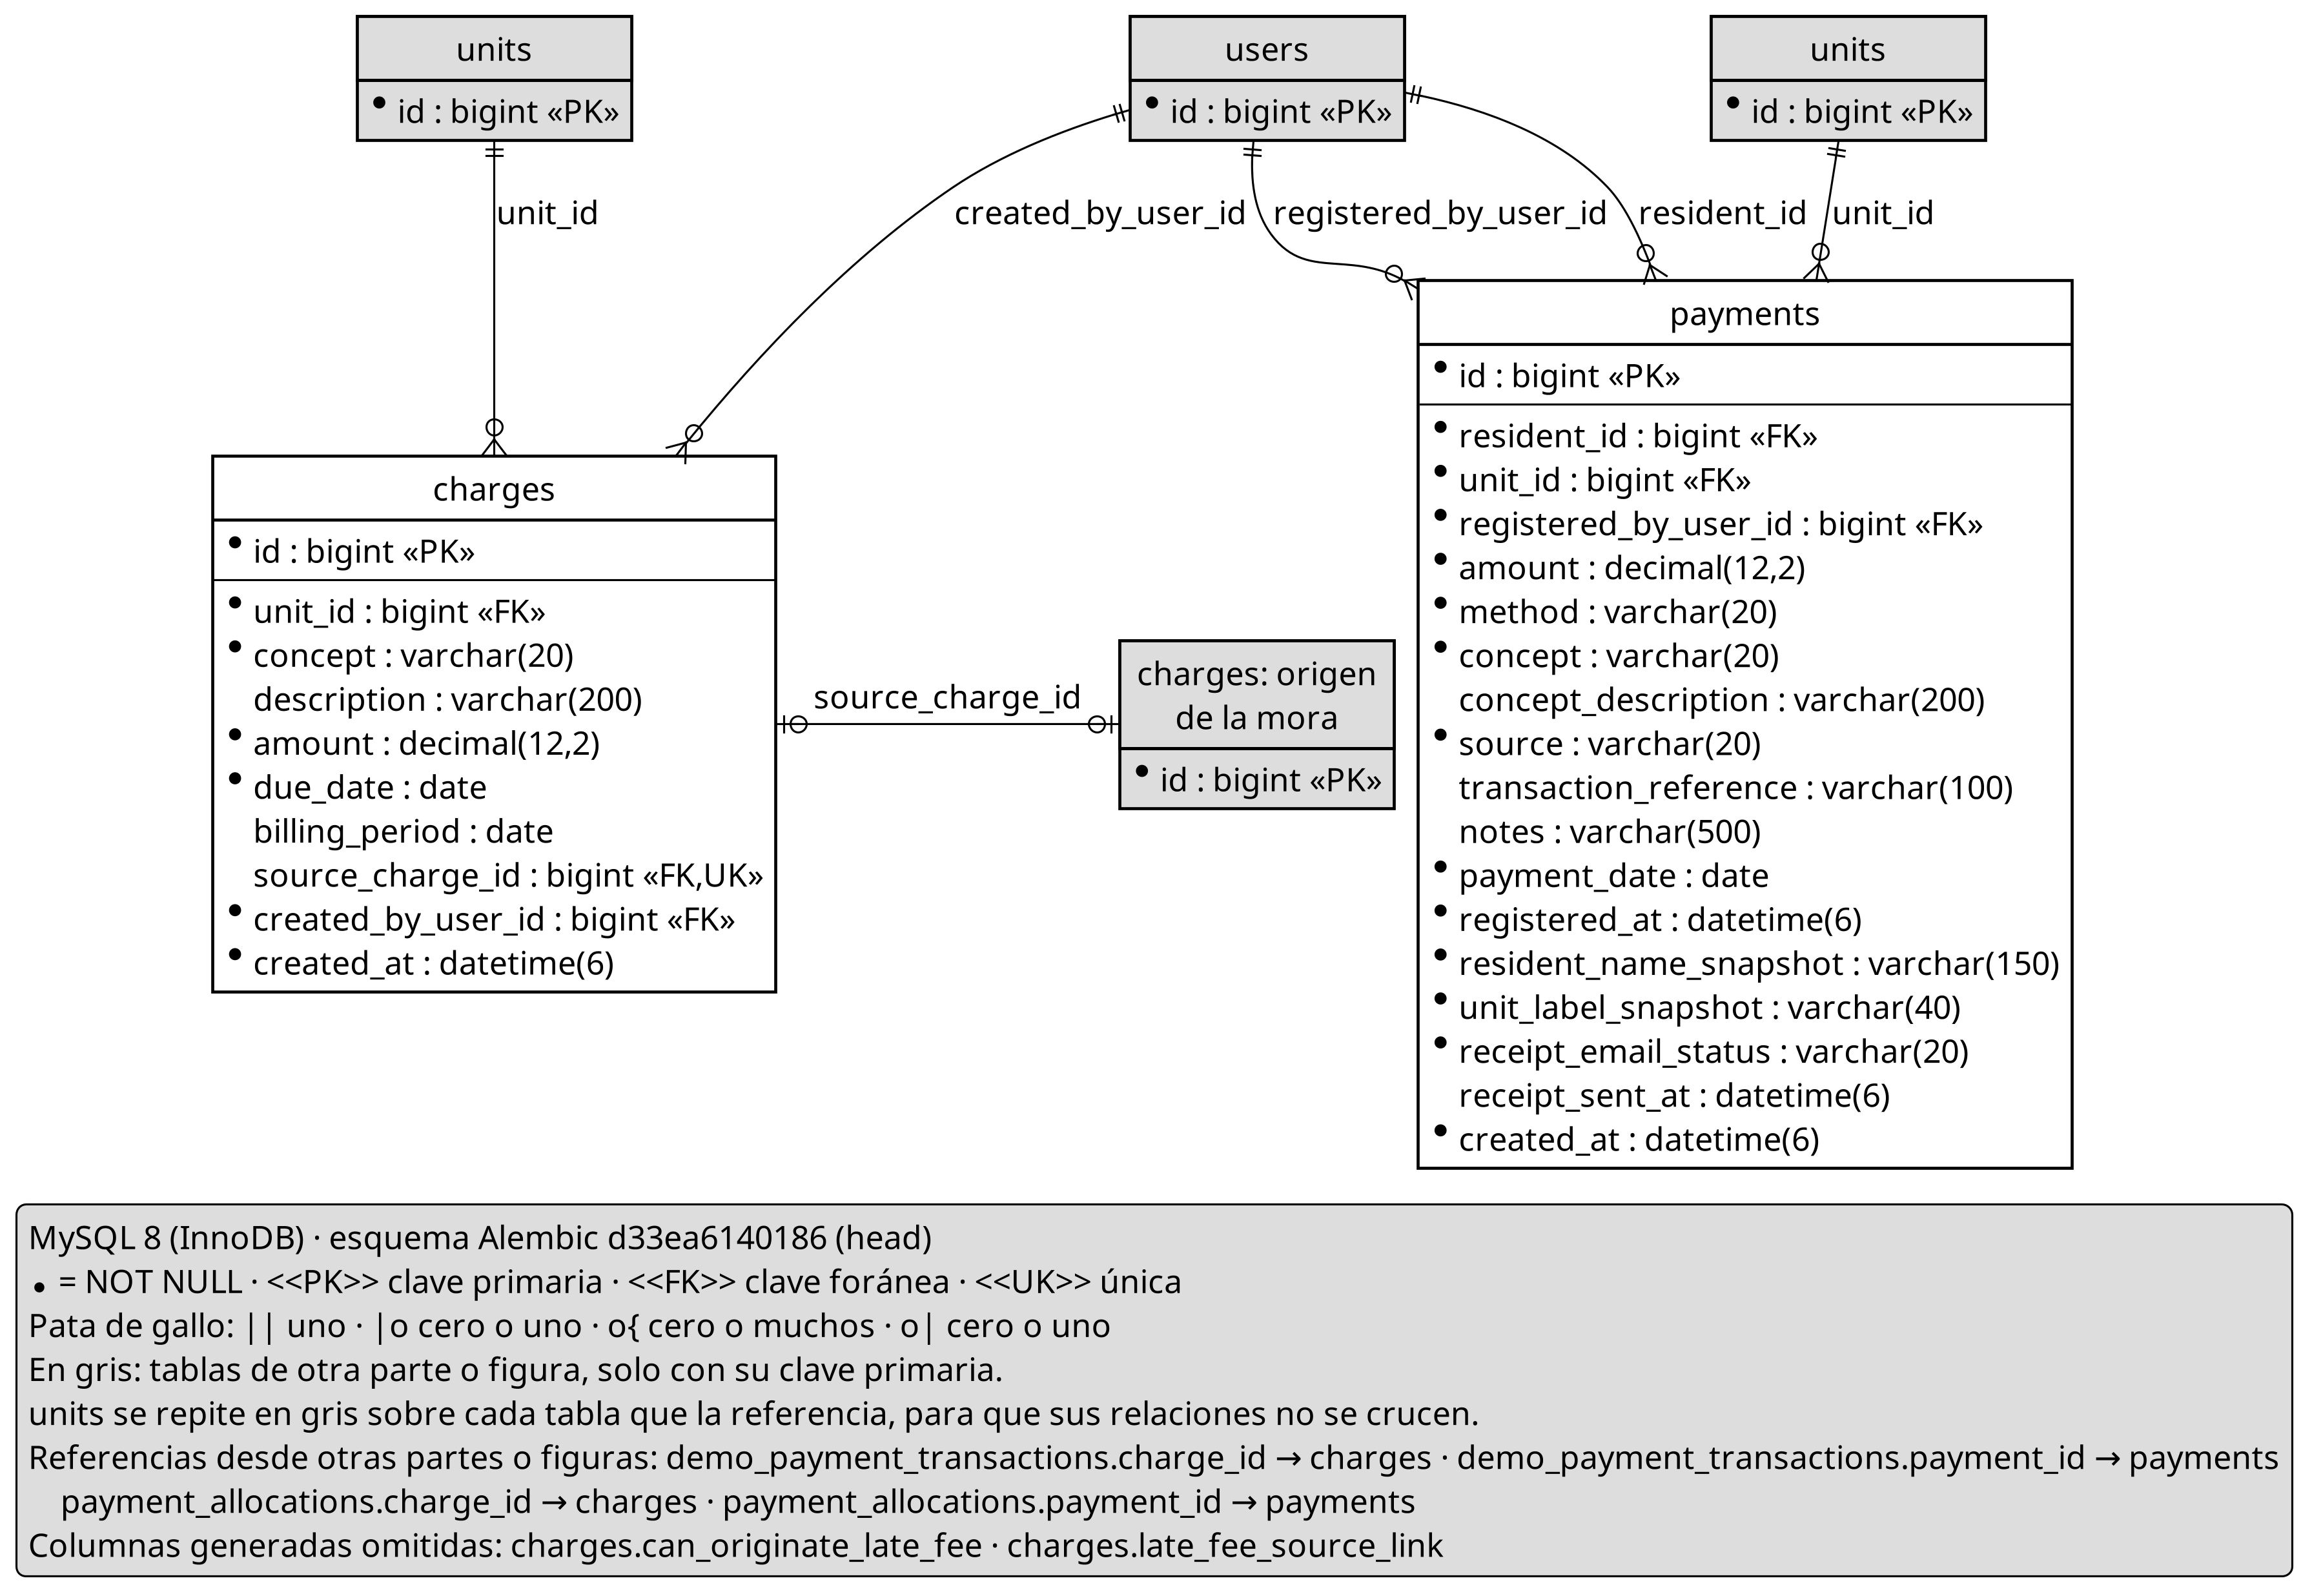 units
• id : bigint «PK»
users
• id : bigint «PK»
units
• id : bigint «PK»
unit_id
created_by_user_id
registered_by_user_id
resident_id
unit_id
charges
• id : bigint «PK»
• unit_id : bigint «FK»
• concept : varchar(20)
description : varchar(200)
• amount : decimal(12,2)
• due_date : date
billing_period : date
source_charge_id : bigint «FK,UK»
• created_by_user_id : bigint «FK»
• created_at : datetime(6)
source_charge_id
charges: origen
de la mora
• id : bigint «PK»
payments
• id : bigint «PK»
• resident_id : bigint «FK»
• unit_id : bigint «FK»
• registered_by_user_id : bigint «FK»
• amount : decimal(12,2)
• method : varchar(20)
• concept : varchar(20)
concept_description : varchar(200)
• source : varchar(20)
transaction_reference : varchar(100)
notes : varchar(500)
• payment_date : date
• registered_at : datetime(6)
• resident_name_snapshot : varchar(150)
• unit_label_snapshot : varchar(40)
• receipt_email_status : varchar(20)
receipt_sent_at : datetime(6)
• created_at : datetime(6)
MySQL 8 (InnoDB) · esquema Alembic d33ea6140186 (head)
• = NOT NULL · <<PK>> clave primaria · <<FK>> clave foránea · <<UK>> única
Pata de gallo: || uno · |o cero o uno · o{ cero o muchos · o| cero o uno
En gris: tablas de otra parte o figura, solo con su clave primaria.
units se repite en gris sobre cada tabla que la referencia, para que sus relaciones no se crucen.
Referencias desde otras partes o figuras: demo_payment_transactions.charge_id → charges · demo_payment_transactions.payment_id → payments
payment_allocations.charge_id → charges · payment_allocations.payment_id → payments
Columnas generadas omitidas: charges.can_originate_late_fee · charges.late_fee_source_link